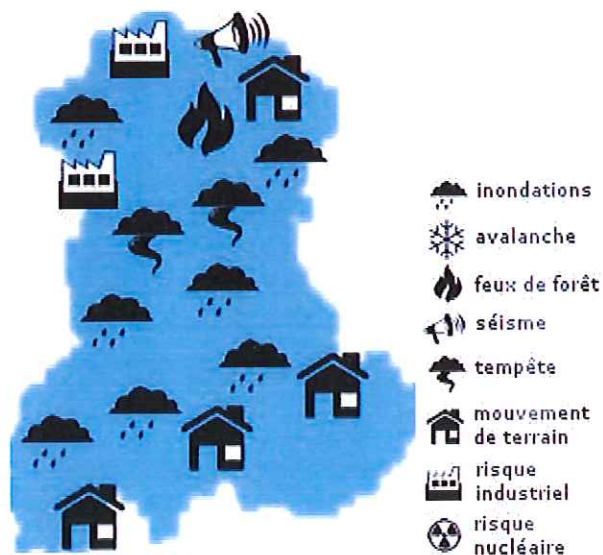 inondations
avalanche
feux de forêt
séisme
tempête
mouvement
de terrain
risque
industriel
risque
nucléaire